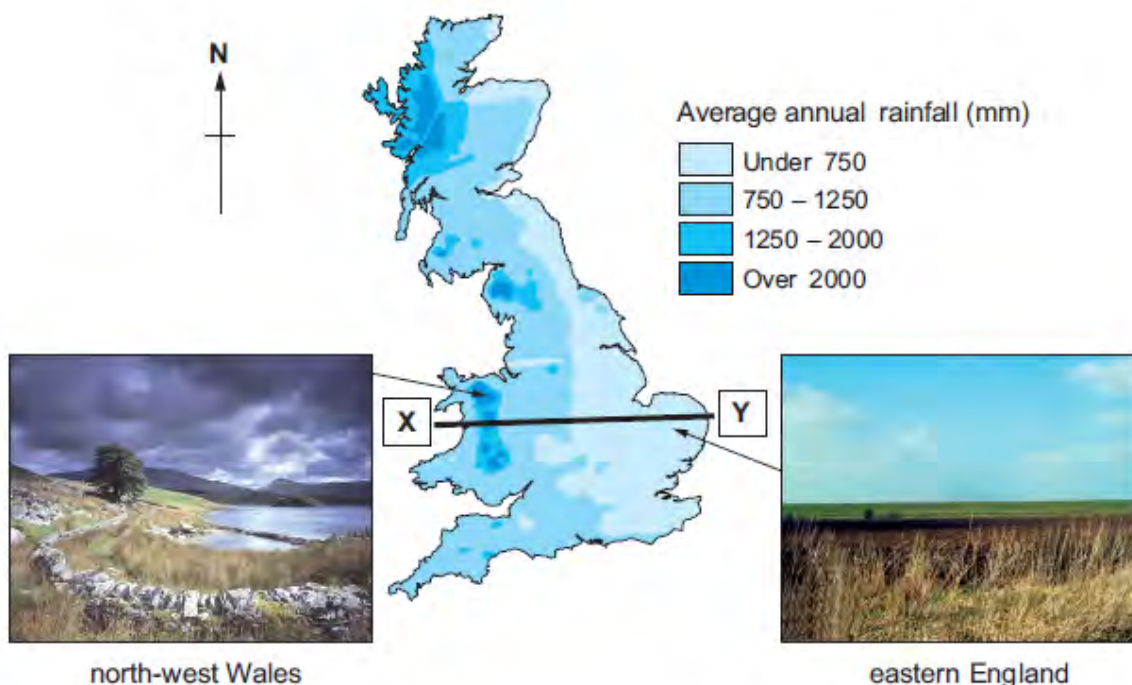 N
Average annual rainfall (mm)
Under 750
750 – 1250
1250 – 2000
Over 2000
X
Y
north-west Wales
eastern England